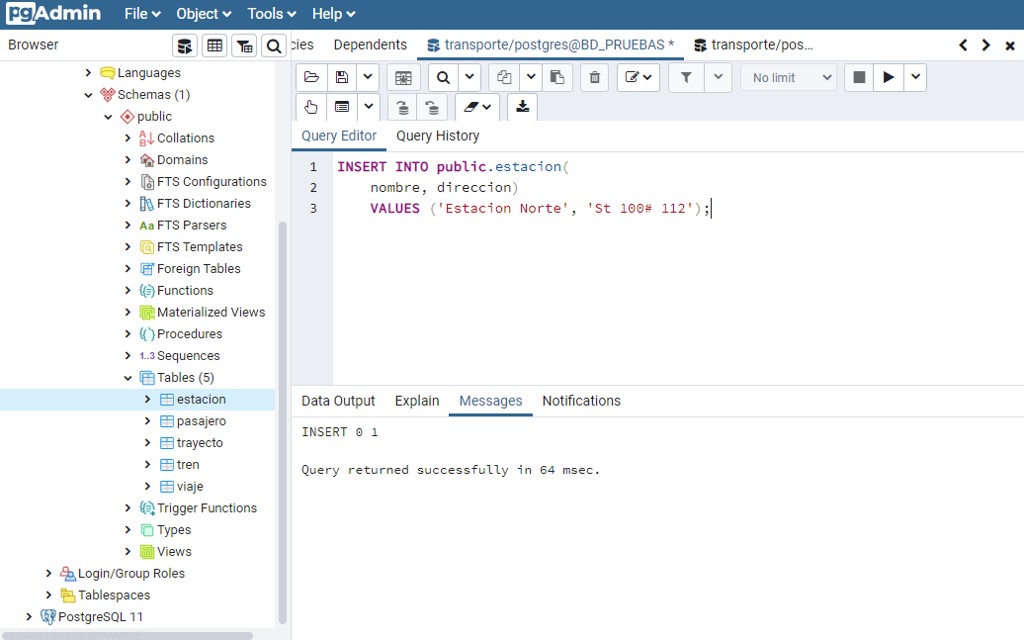 pgAdmin File Object Tools Help
Browser
cies Dependents transporte/postgres@BD_PRUEBAS * transporte/pos...
No limit
Query Editor Query History
Languages
Schemas (1)
public
Collations
Domains
FTS Configurations
FTS Dictionaries
Aa FTS Parsers
FTS Templates
Foreign Tables
Functions
Materialized Views
Procedures
1..3 Sequences
Tables (5)
estacion
pasajero
trayecto
tren
viaje
Trigger Functions
Types
Views
Login/Group Roles
Tablespaces
PostgreSQL 11
1 INSERT INTO public.estacion(
2 nombre, direccion)
3 VALUES ('Estacion Norte', 'St 100# 112');
Data Output Explain Messages Notifications
INSERT 0 1
Query returned successfully in 64 msec.